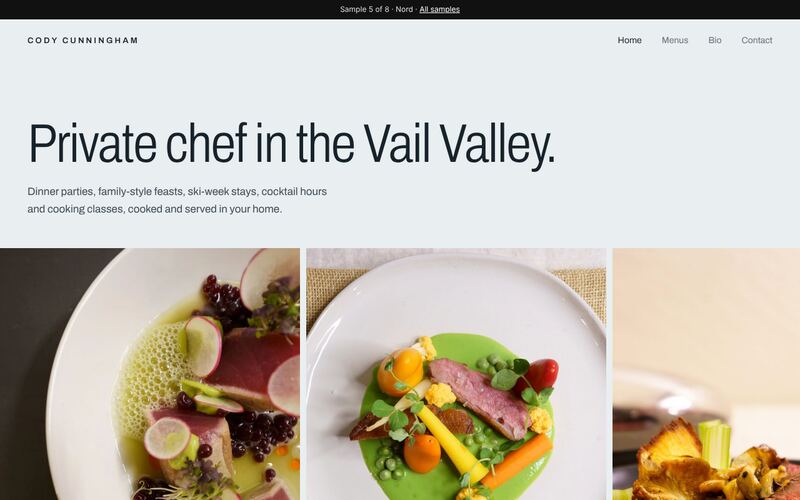 Sample 5 of 8 · Nord · All samples
CODY CUNNINGHAM
Home Menus Bio Contact
Private chef in the Vail Valley.
Dinner parties, family-style feasts, ski-week stays, cocktail hours
and cooking classes, cooked and served in your home.